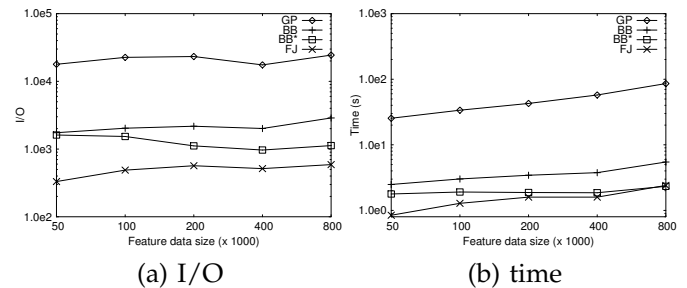 1.0e5
1.0e4
1.0e3
1.0e2
I/O
GP
BB
BB*
FJ
50 100 200 400 800
Feature data size (x 1000)
(a) I/O
1.0e3
1.0e2
1.0e1
1.0e0
Time (s)
GP
BB
BB*
FJ
50 100 200 400 800
Feature data size (x 1000)
(b) time